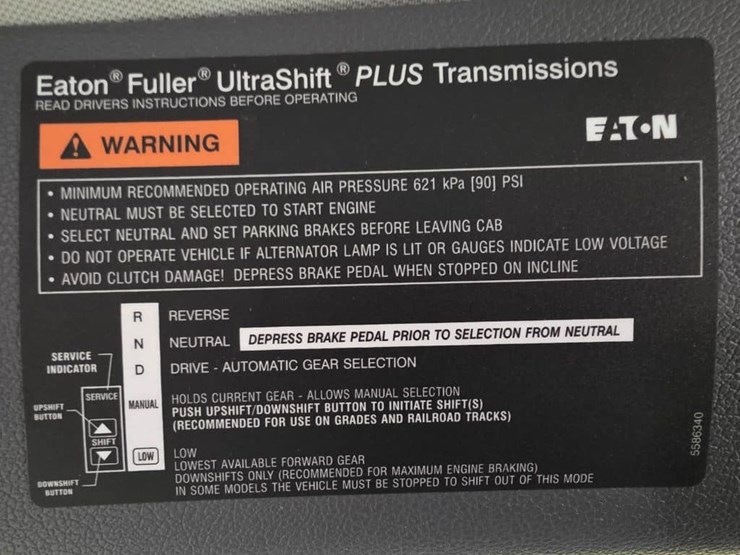 Eaton® Fuller® UltraShift® PLUS Transmissions
READ DRIVERS INSTRUCTIONS BEFORE OPERATING
EATON
WARNING
• MINIMUM RECOMMENDED OPERATING AIR PRESSURE 621 kPa [90] PSI
• NEUTRAL MUST BE SELECTED TO START ENGINE
• SELECT NEUTRAL AND SET PARKING BRAKES BEFORE LEAVING CAB
• DO NOT OPERATE VEHICLE IF ALTERNATOR LAMP IS LIT OR GAUGES INDICATE LOW VOLTAGE
• AVOID CLUTCH DAMAGE! DEPRESS BRAKE PEDAL WHEN STOPPED ON INCLINE
R REVERSE
N NEUTRAL DEPRESS BRAKE PEDAL PRIOR TO SELECTION FROM NEUTRAL
D DRIVE - AUTOMATIC GEAR SELECTION
SERVICE
INDICATOR
SERVICE
UPSHIFT
BUTTON
SHIFT
DOWNSHIFT
BUTTON
MANUAL
HOLDS CURRENT GEAR - ALLOWS MANUAL SELECTION
PUSH UPSHIFT/DOWNSHIFT BUTTON TO INITIATE SHIFT(S)
(RECOMMENDED FOR USE ON GRADES AND RAILROAD TRACKS)
LOW
LOW
LOWEST AVAILABLE FORWARD GEAR
DOWNSHIFTS ONLY (RECOMMENDED FOR MAXIMUM ENGINE BRAKING)
IN SOME MODELS THE VEHICLE MUST BE STOPPED TO SHIFT OUT OF THIS MODE
5586340